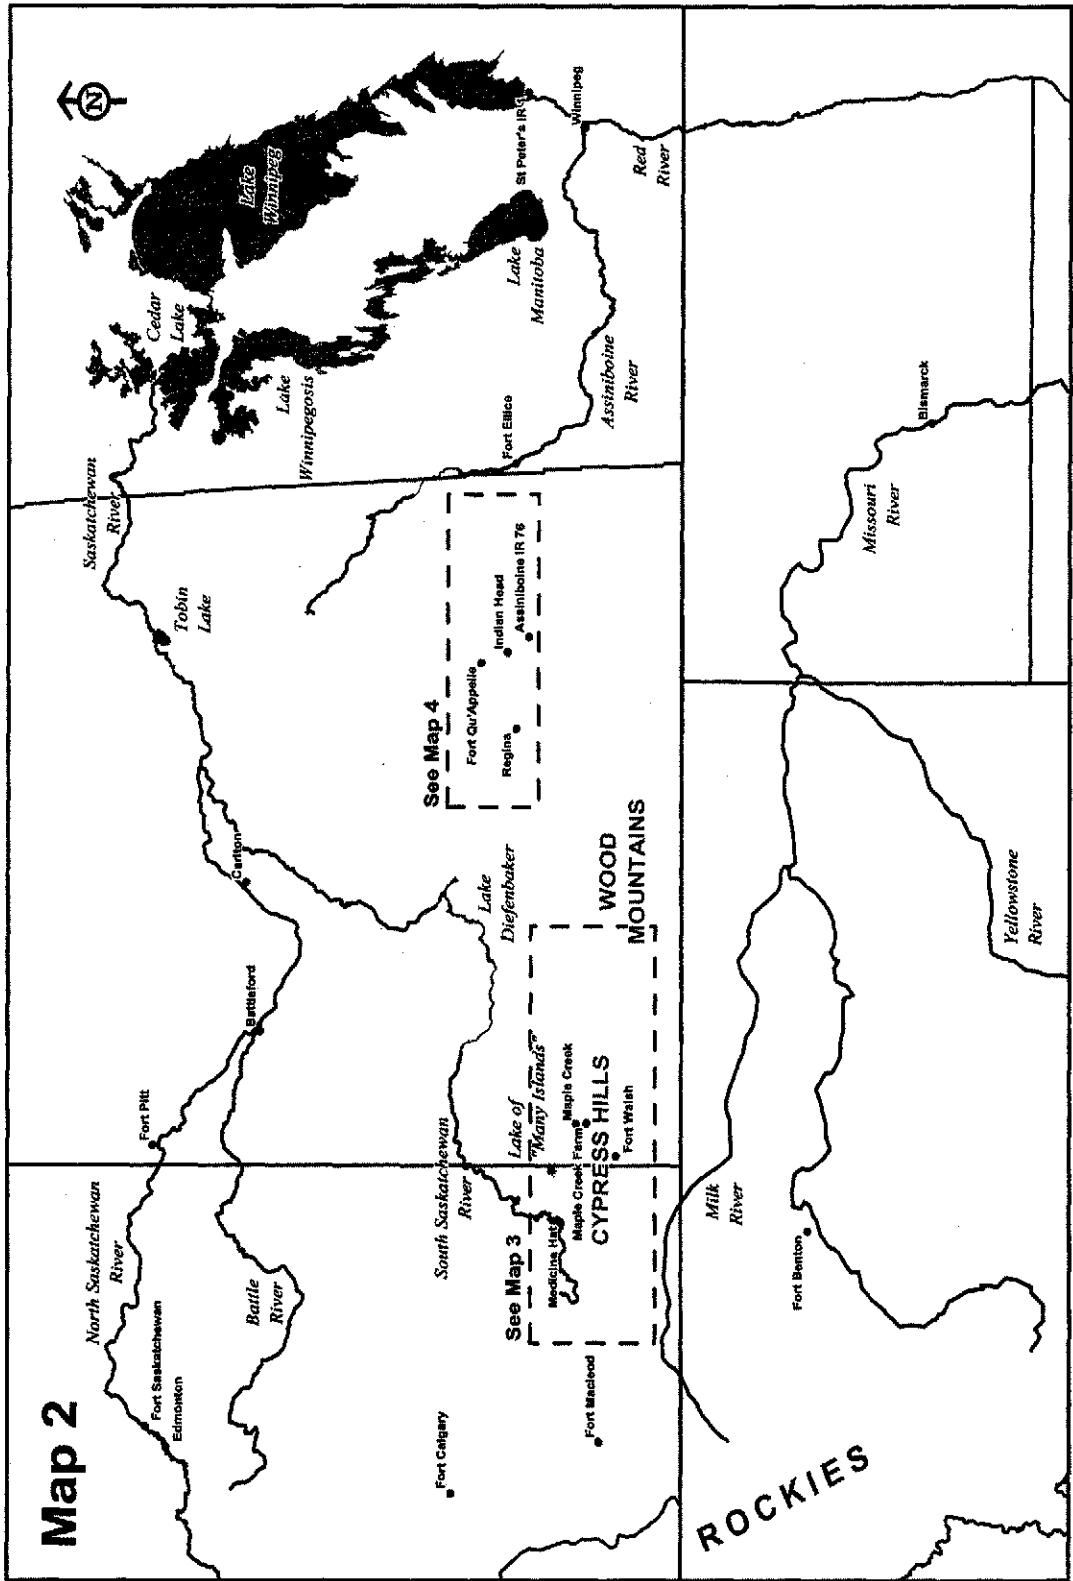 Map 2
N
North Saskatchewan
River
Fort Saskatchewan
Edmonton
Battle
River
Fort Pitt
Battleford
Carlton
Tobin
Lake
Saskatchewan
River
Cedar
Lake
Lake
Winnipeg
Lake
Winnipegosis
Lake
Manitoba
St Peter's IR 1
Winnipeg
Red
River
Assiniboine
River
Fort Ellice
See Map 4
Fort Qu'Appelle
Indian Head
Regina
Assiniboine IR 76
Lake
Diefenbaker
South Saskatchewan
River
Fort Calgary
Fort Macleod
See Map 3
Lake of
"Many Islands"
Medicine Hat
Maple Creek
Maple Creek Farm
CYPRESS HILLS
Fort Walsh
WOOD
MOUNTAINS
Milk
River
Fort Benton
ROCKIES
Yellowstone
River
Missouri
River
Bismarck